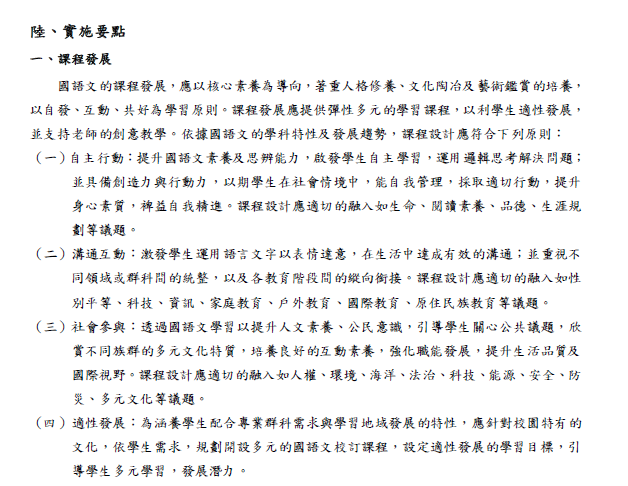 陸、實施要點
一、課程發展
國語文的課程發展，應以核心素養為導向，著重人格修養、文化陶冶及藝術鑑賞的培養，
以自發、互動、共好為學習原則。課程發展應提供彈性多元的學習課程，以利學生適性發展，
並支持老師的創意教學。依據國語文的學科特性及發展趨勢，課程設計應符合下列原則：
（一）自主行動：提升國語文素養及思辨能力，啟發學生自主學習，運用邏輯思考解決問題；
並具備創造力與行動力，以期學生在社會情境中，能自我管理，採取適切行動，提升
身心素質，裨益自我精進。課程設計應適切的融入如生命、閱讀素養、品德、生涯規
劃等議題。
（二）溝通互動：激發學生運用語言文字以表情達意，在生活中達成有效的溝通；並重視不
同領域或群科間的統整，以及各教育階段間的縱向銜接。課程設計應適切的融入如性
別平等、科技、資訊、家庭教育、戶外教育、國際教育、原住民族教育等議題。
（三）社會參與：透過國語文學習以提升人文素養、公民意識，引導學生關心公共議題，欣
賞不同族群的多元文化特質，培養良好的互動素養，強化職能發展，提升生活品質及
國際視野。課程設計應適切的融入如人權、環境、海洋、法治、科技、能源、安全、防
災、多元文化等議題。
（四）適性發展：為涵養學生配合專業群科需求與學習地域發展的特性，應針對校園特有的
文化，依學生需求，規劃開設多元的國語文校訂課程，設定適性發展的學習目標，引
導學生多元學習，發展潛力。